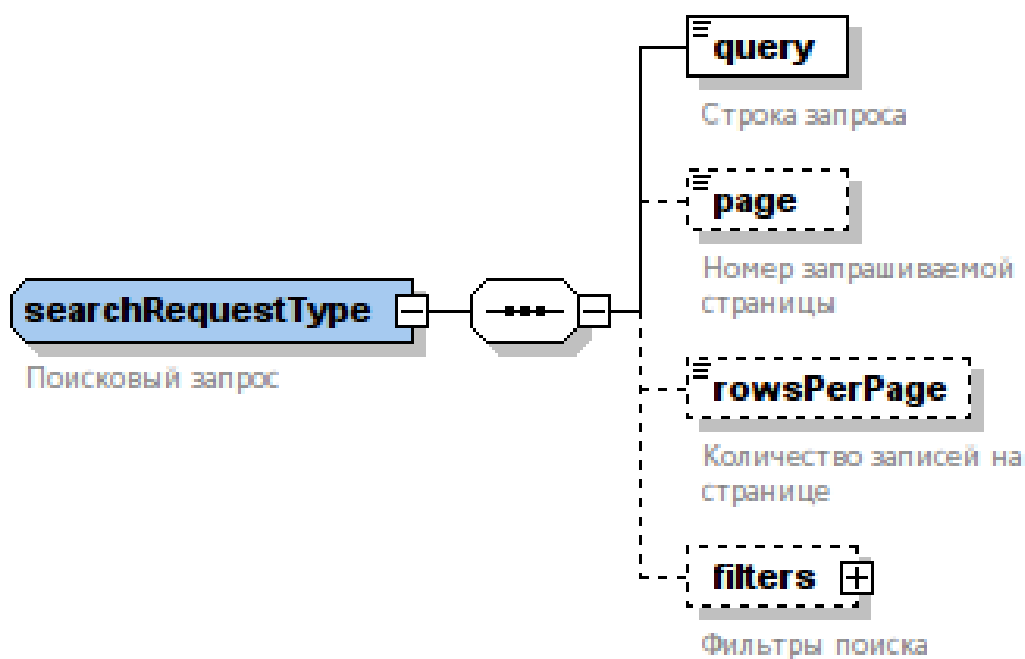 query
Строка запроса
page
Номер запрашиваемой
страницы
searchRequestType
Поисковый запрос
rowsPerPage
Количество записей на
странице
filters
Фильтры поиска